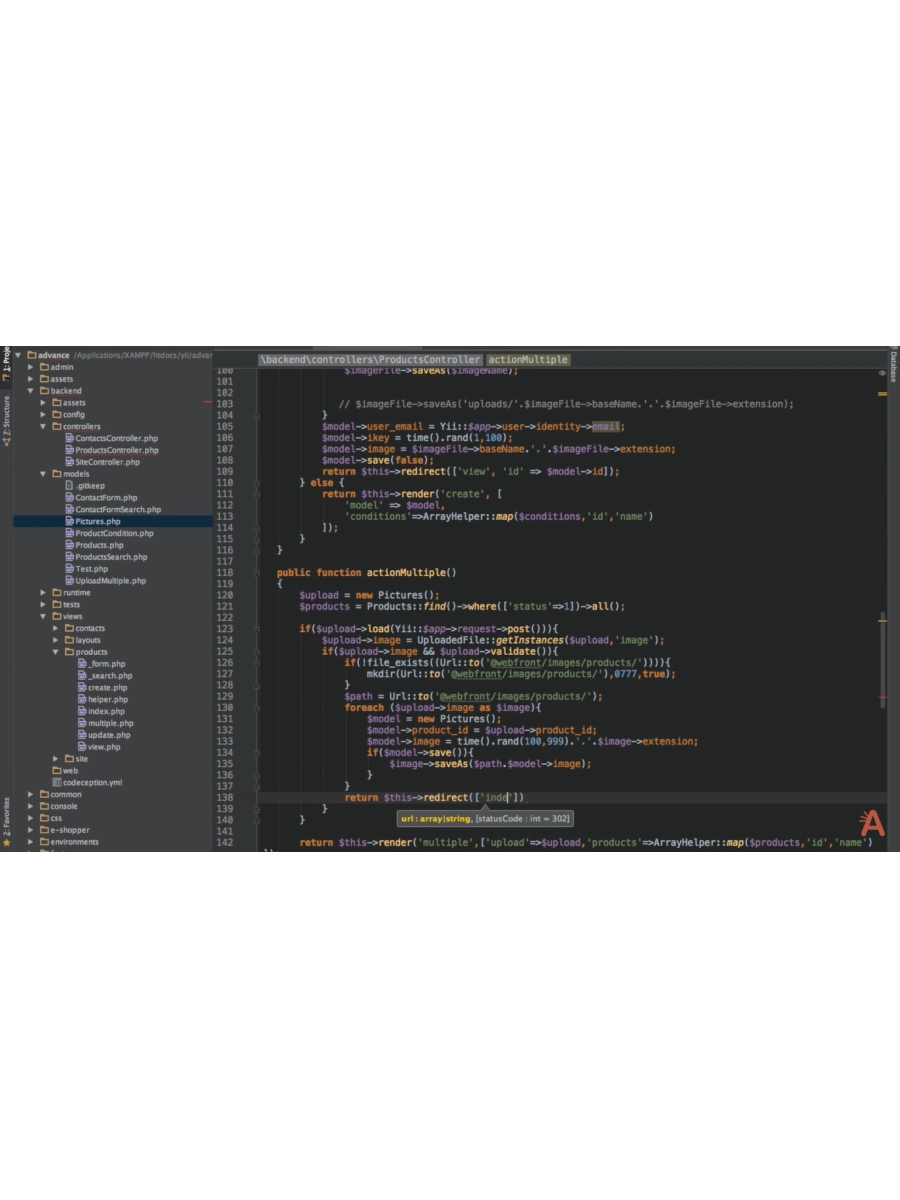 1: Proje
Z: Structure
2: Favorites
advance /Applications/XAMPP/htdocs/yii/advan
admin
assets
backend
assets
config
controllers
ContactsController.php
ProductsController.php
SiteController.php
models
.gitkeep
ContactForm.php
ContactFormSearch.php
Pictures.php
ProductCondition.php
Products.php
ProductsSearch.php
Test.php
UploadMultiple.php
runtime
tests
views
contacts
layouts
products
_form.php
_search.php
create.php
helper.php
index.php
multiple.php
update.php
view.php
site
web
codeception.yml
common
console
css
e-shopper
environments
\backend\controllers\ProductsController actionMultiple
100 $imageFile->saveAs($imageName);
101
102
103 // $imageFile->saveAs('uploads/'.$imageFile->baseName.'.'.$imageFile->extension);
104 }
105 $model->user_email = Yii::$app->user->identity->email;
106 $model->ikey = time().rand(1,100);
107 $model->image = $imageFile->baseName.'.'.$imageFile->extension;
108 $model->save(false);
109 return $this->redirect(['view', 'id' => $model->id]);
110 } else {
111 return $this->render('create', [
112 'model' => $model,
113 'conditions'=>ArrayHelper::map($conditions,'id','name')
114 ]);
115 }
116 }
117
118 public function actionMultiple()
119 {
120 $upload = new Pictures();
121 $products = Products::find()->where(['status'=>1])->all();
122
123 if($upload->load(Yii::$app->request->post())){
124 $upload->image = UploadedFile::getInstances($upload,'image');
125 if($upload->image && $upload->validate()){
126 if(!file_exists((Url::to('@webfront/images/products/')))){
127 mkdir(Url::to('@webfront/images/products/'),0777,true);
128 }
129 $path = Url::to('@webfront/images/products/');
130 foreach ($upload->image as $image){
131 $model = new Pictures();
132 $model->product_id = $upload->product_id;
133 $model->image = time().rand(100,999).'.'.$image->extension;
134 if($model->save()){
135 $image->saveAs($path.$model->image);
136 }
137 }
138 return $this->redirect(['inde'])
139 }
140 }
url : array|string, [statusCode : int = 302]
141
142 return $this->render('multiple',['upload'=>$upload,'products'=>ArrayHelper::map($products,'id','name')
]);
Database
A